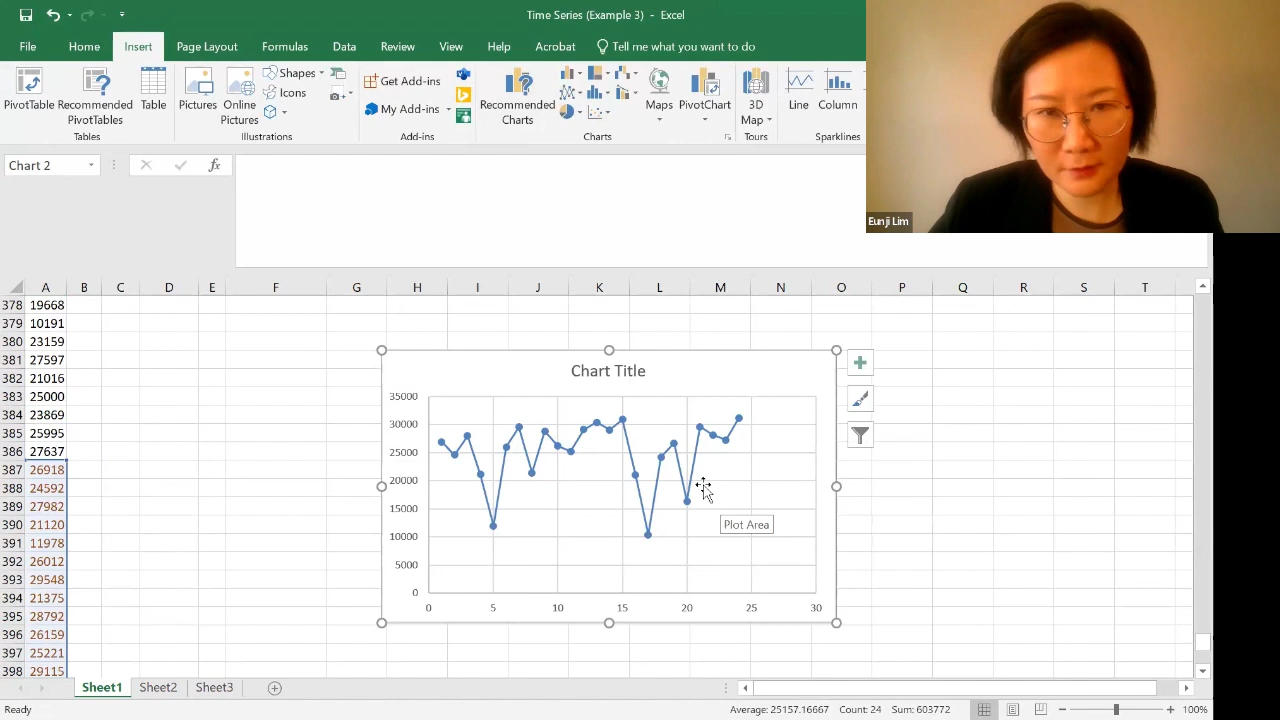 Time Series (Example 3) - Excel
File Home Insert Page Layout Formulas Data Review View Help Acrobat Tell me what you want to do
PivotTable
Recommended PivotTables
Table
Tables
Pictures
Online Pictures
Shapes
Icons
Illustrations
Get Add-ins
My Add-ins
Add-ins
Recommended Charts
Charts
Maps
PivotChart
3D Map
Tours
Line
Column
Sparklines
Eunji Lim
Chart 2
fx
A B C D E F G H I J K L M N O P Q R S T
378 19668
379 10191
380 23159
381 27597
382 21016
383 25000
384 23869
385 25995
386 27637
387 26918
388 24592
389 27982
390 21120
391 11978
392 26012
393 29548
394 21375
395 28792
396 26159
397 25221
398 29115
Chart Title
35000
30000
25000
20000
15000
10000
5000
0
0 5 10 15 20 25 30
Plot Area
Sheet1 Sheet2 Sheet3
Ready
Average: 25157.16667 Count: 24 Sum: 603772
100%